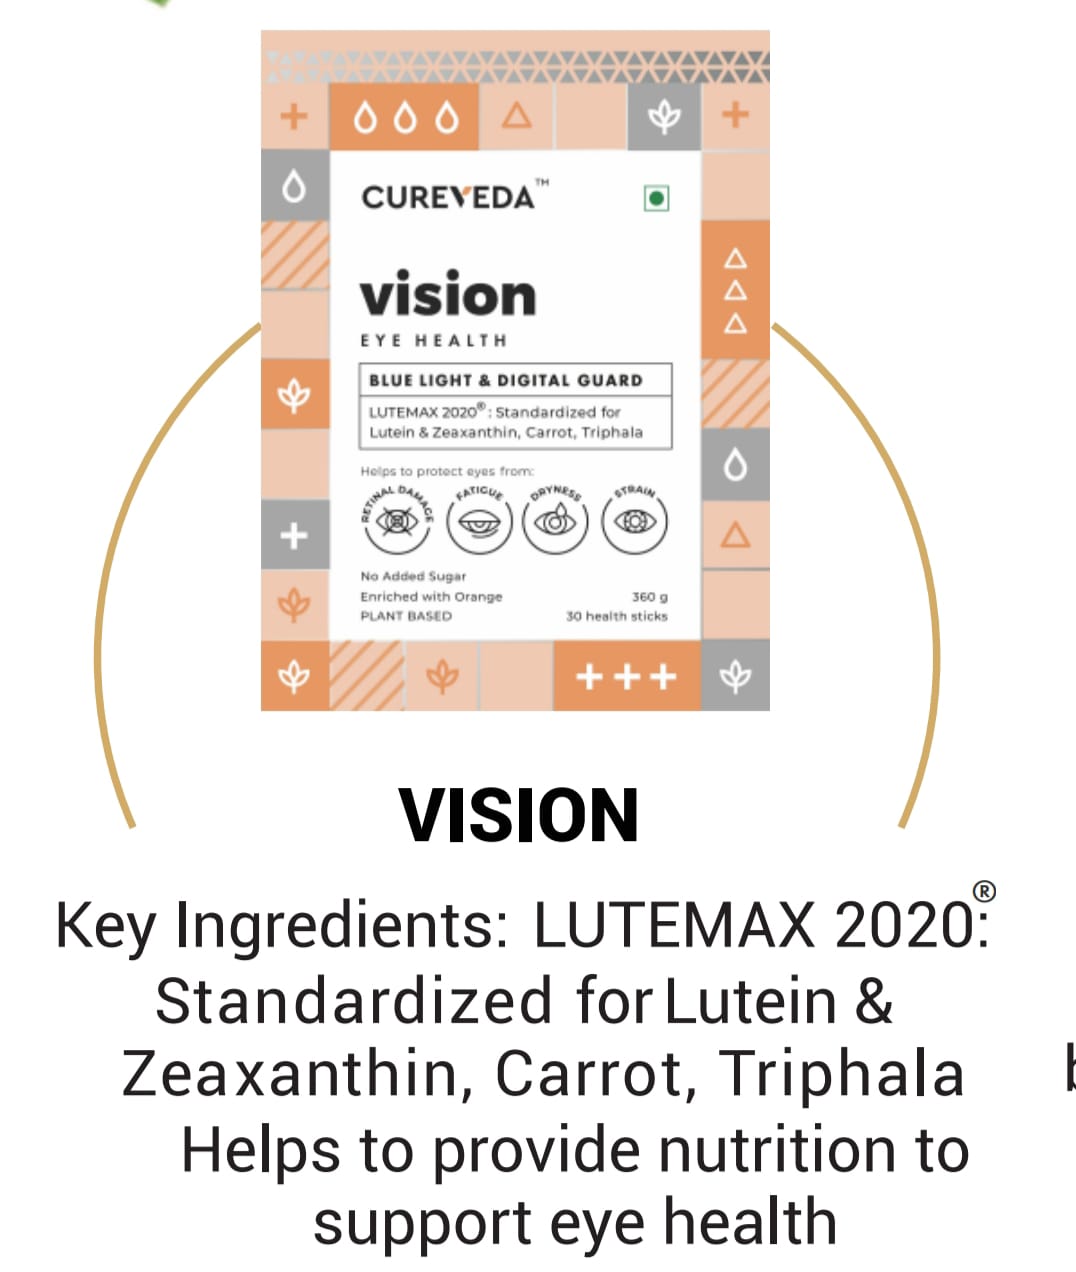 CUREVEDA™
vision
EYE HEALTH
BLUE LIGHT & DIGITAL GUARD
LUTEMAX 2020®: Standardized for
Lutein & Zeaxanthin, Carrot, Triphala
Helps to protect eyes from:
RETINAL DAMAGE
FATIGUE
DRYNESS
STRAIN
No Added Sugar
Enriched with Orange
PLANT BASED
360 g
30 health sticks
VISION
Key Ingredients: LUTEMAX 2020®:
Standardized for Lutein &
Zeaxanthin, Carrot, Triphala
Helps to provide nutrition to
support eye health